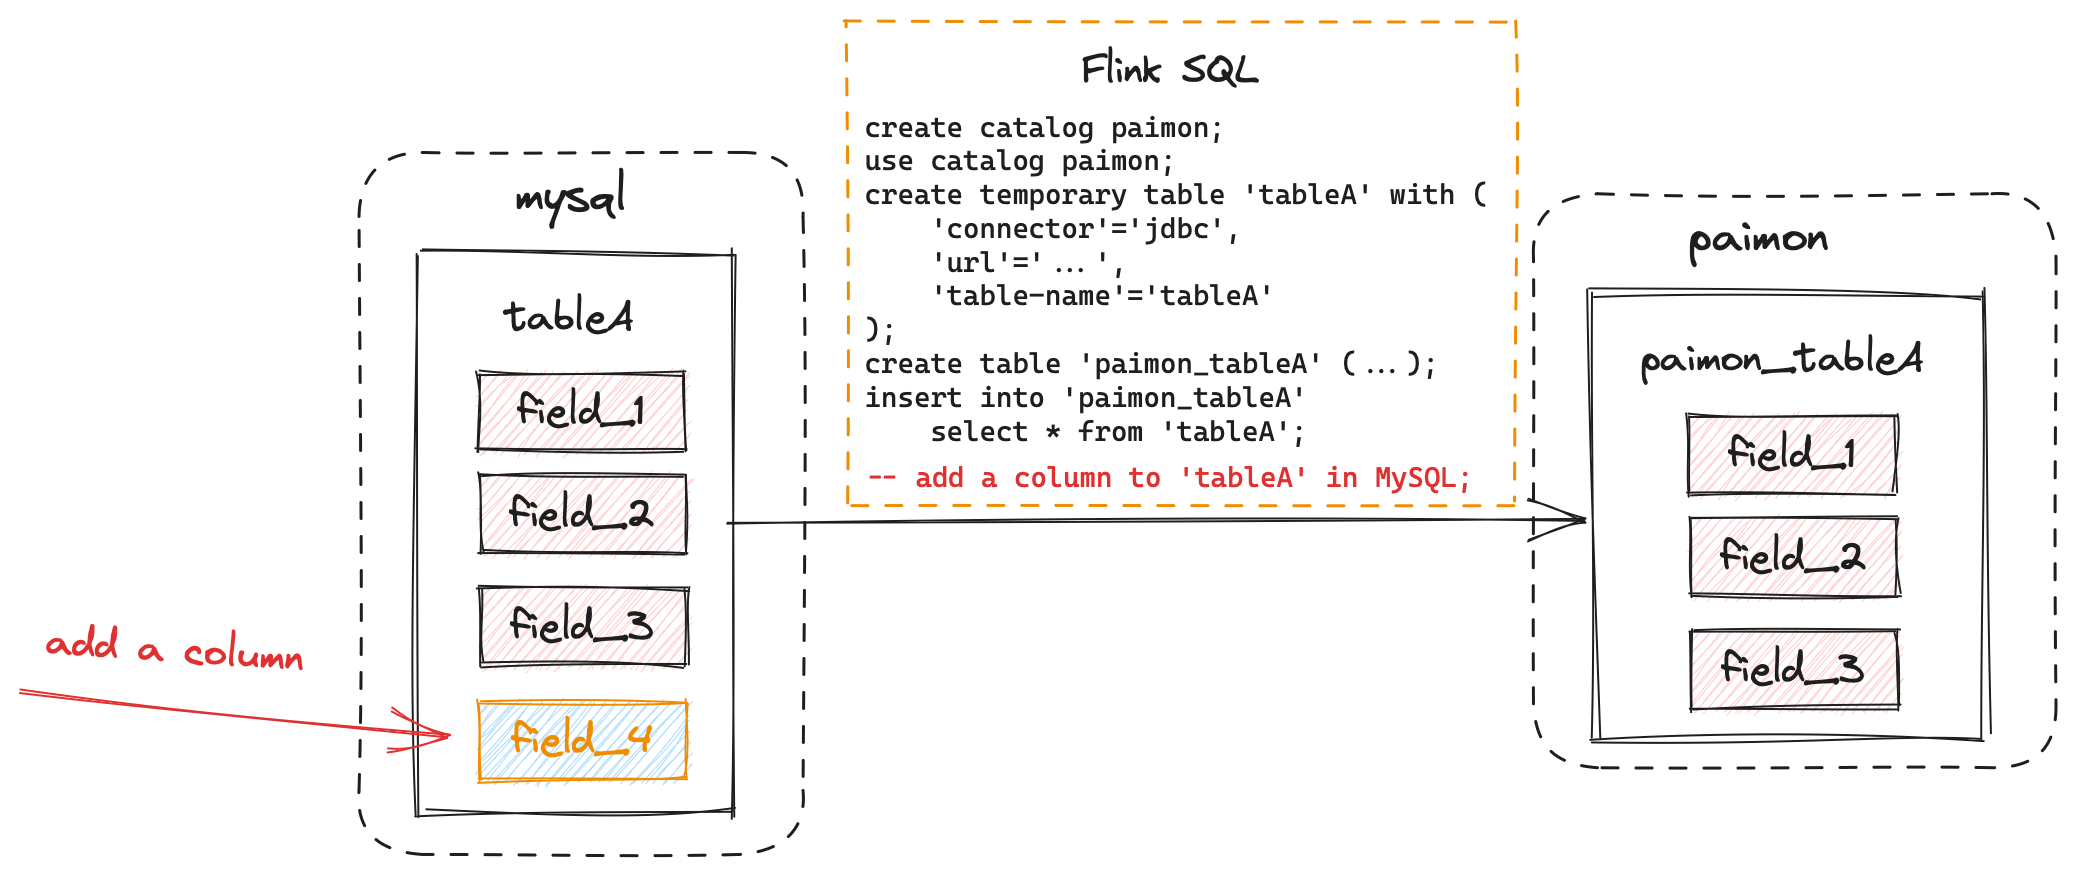 Flink SQL
create catalog paimon;
use catalog paimon;
create temporary table 'tableA' with (
    'connector'='jdbc',
    'url'='...',
    'table-name'='tableA'
);
create table 'paimon_tableA' (...);
insert into 'paimon_tableA'
    select * from 'tableA';
-- add a column to 'tableA' in MySQL;
mysql
tableA
field_1
field_2
field_3
field_4
add a column
paimon
paimon_tableA
field_1
field_2
field_3